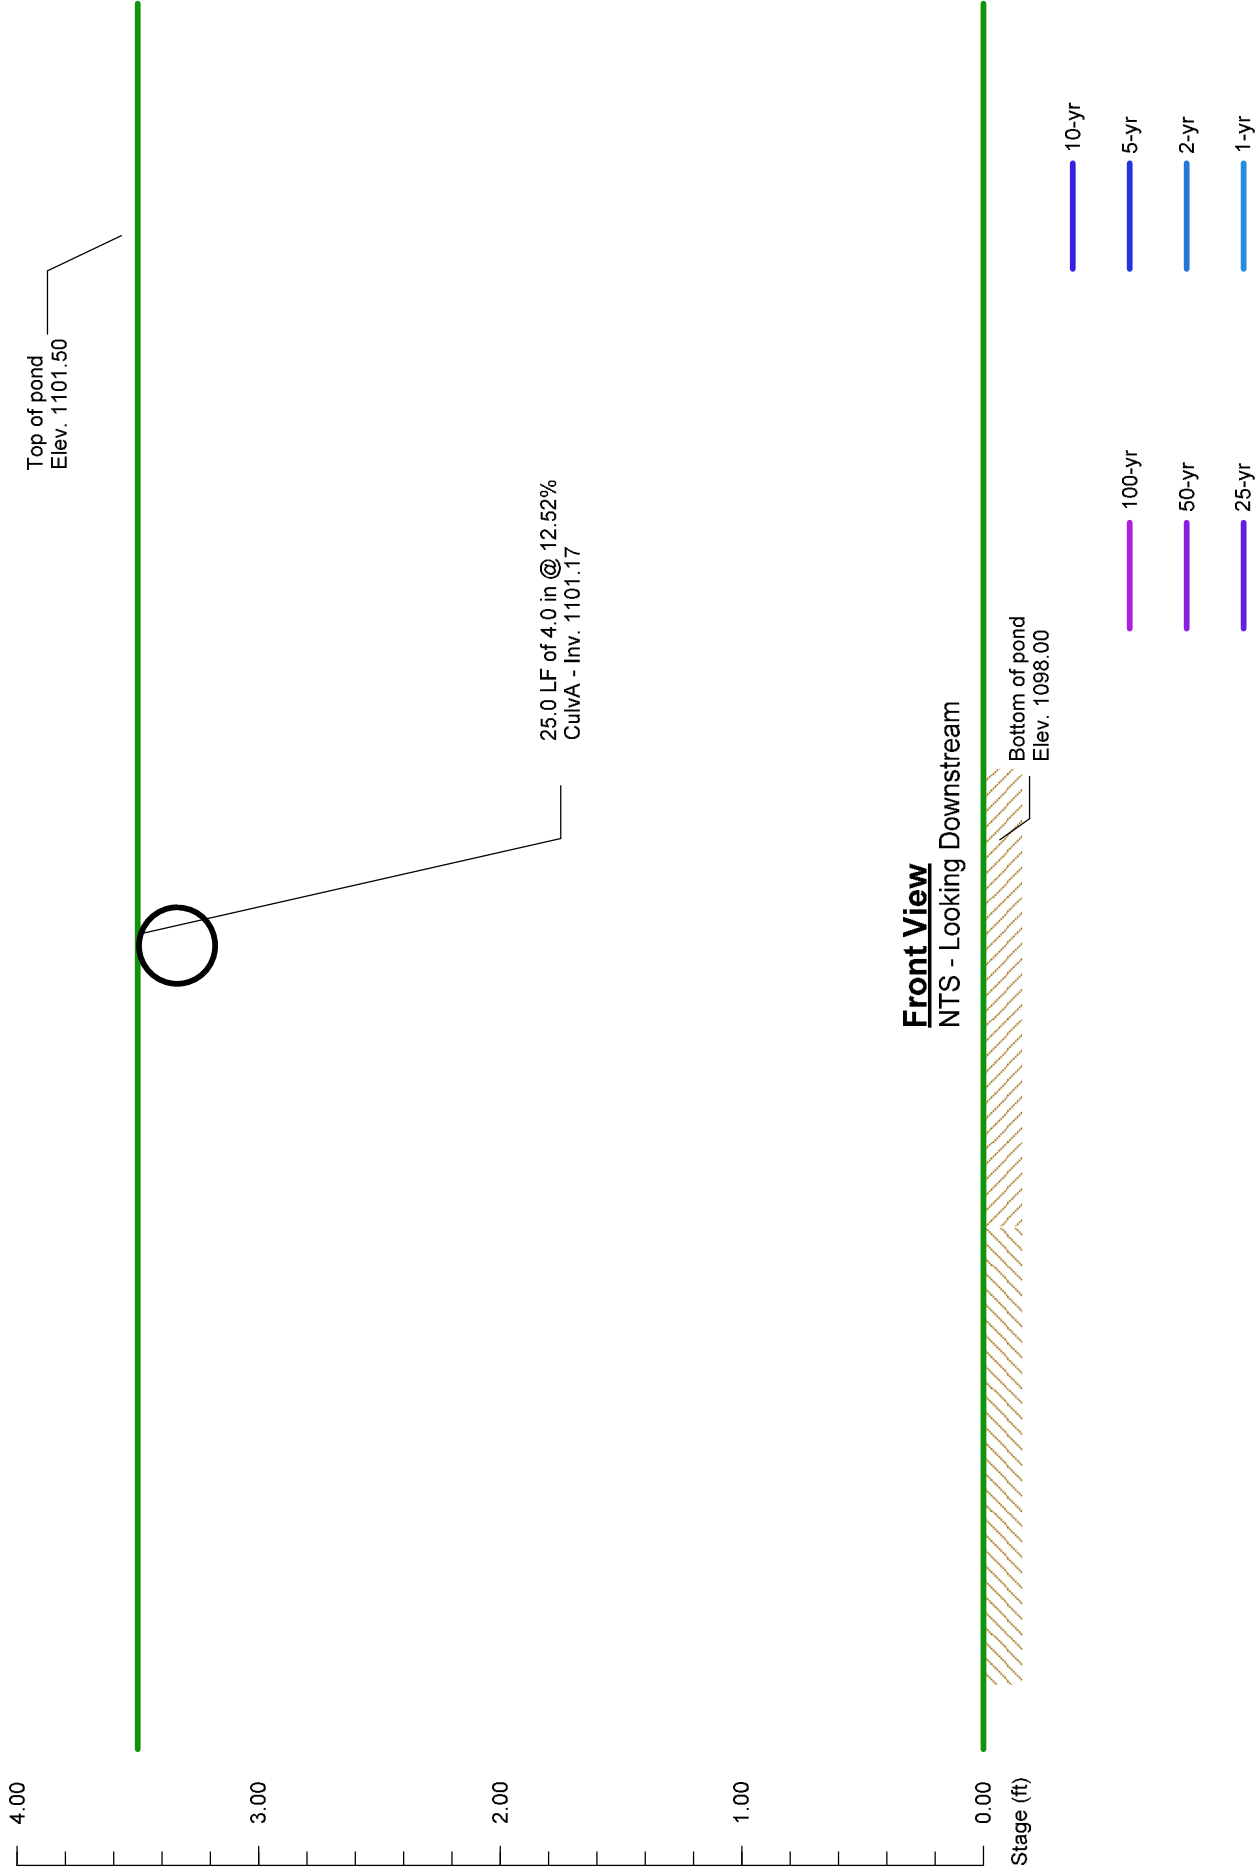 Top of pond
Elev. 1101.50
25.0 LF of 4.0 in @ 12.52%
CulvA - Inv. 1101.17
Front View
NTS - Looking Downstream
Bottom of pond
Elev. 1098.00
4.00
3.00
2.00
1.00
0.00
Stage (ft)
100-yr
50-yr
25-yr
10-yr
5-yr
2-yr
1-yr